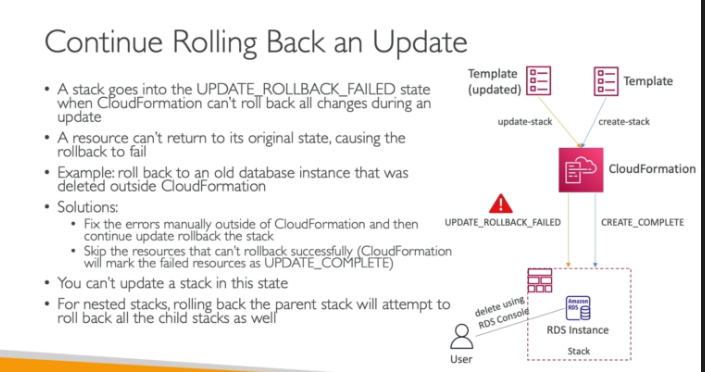 Continue Rolling Back an Update
• A stack goes into the UPDATE_ROLLBACK_FAILED state
when CloudFormation can't roll back all changes during an
update
• A resource can't return to its original state, causing the
rollback to fail
• Example: roll back to an old database instance that was
deleted outside CloudFormation
• Solutions:
• Fix the errors manually outside of CloudFormation and then
continue update rollback the stack
• Skip the resources that can't rollback successfully (CloudFormation
will mark the failed resources as UPDATE_COMPLETE)
• You can't update a stack in this state
• For nested stacks, rolling back the parent stack will attempt to
roll back all the child stacks as well
Template
(updated)
Template
update-stack
create-stack
CloudFormation
UPDATE_ROLLBACK_FAILED
CREATE_COMPLETE
delete using
RDS Console
Amazon
RDS
RDS Instance
Stack
User